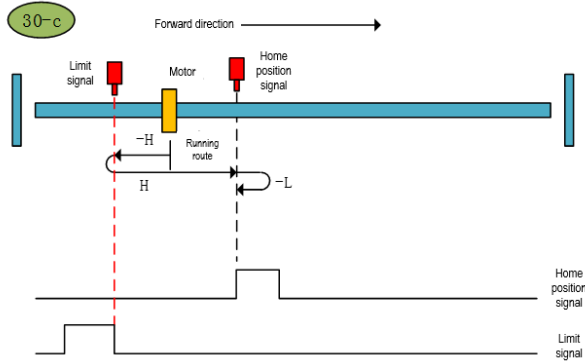 30-c
Forward direction
Limit
signal
Motor
Home
position
signal
-H
Running
route
H
-L
Home
position
signal
Limit
signal